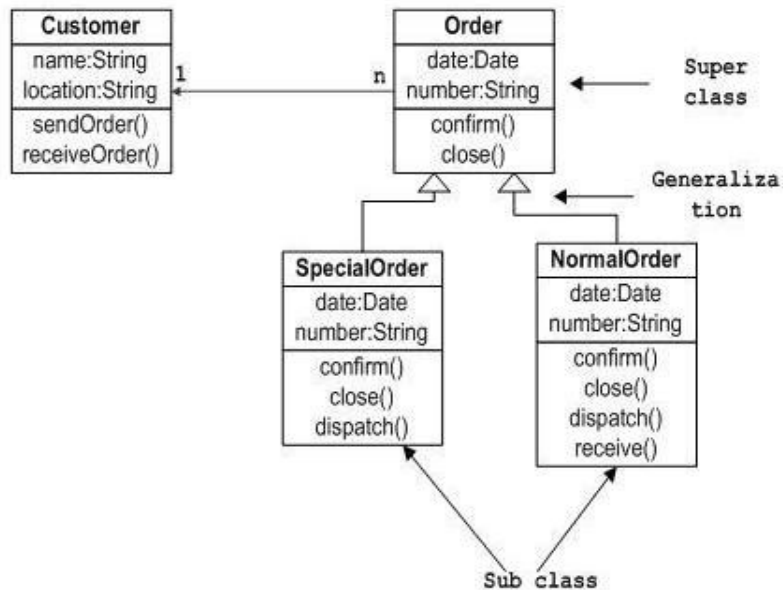 Customer
name:String
location:String
sendOrder()
receiveOrder()
1
n
Order
date:Date
number:String
confirm()
close()
Super
class
Generaliza
tion
SpecialOrder
date:Date
number:String
confirm()
close()
dispatch()
NormalOrder
date:Date
number:String
confirm()
close()
dispatch()
receive()
Sub class